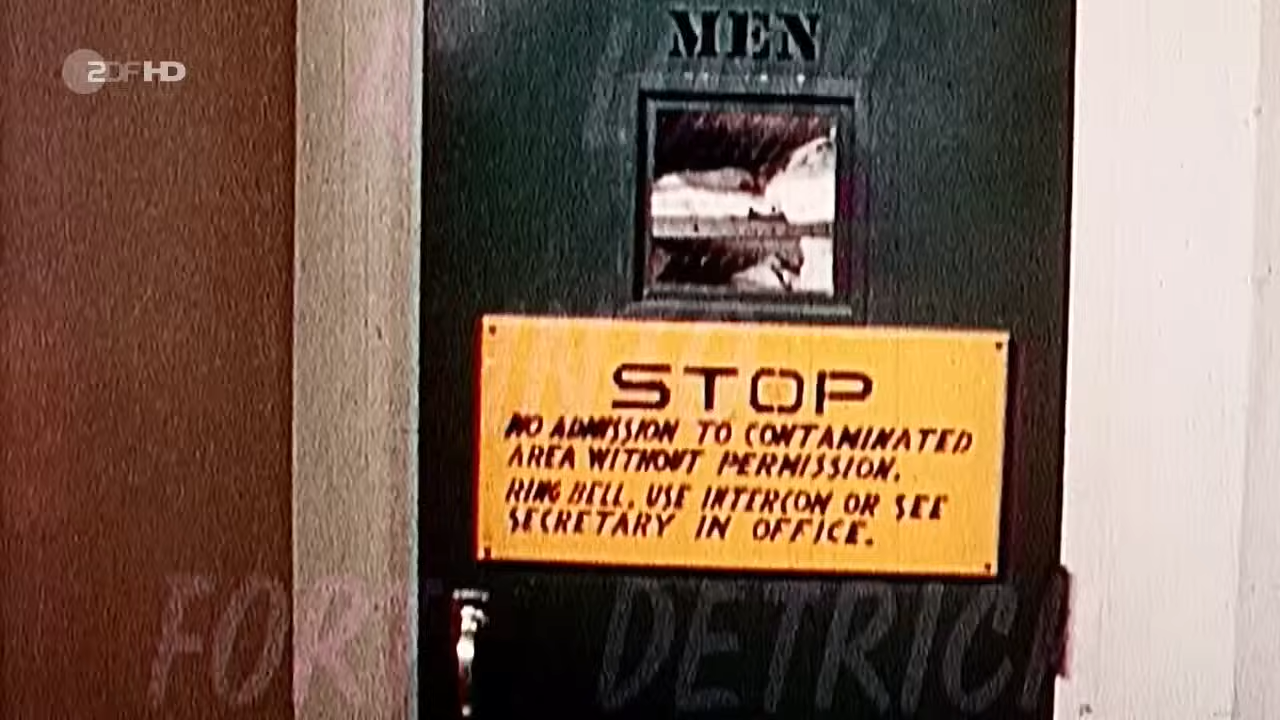 ZDFHD
MEN
STOP
NO ADMISSION TO CONTAMINATED
AREA WITHOUT PERMISSION.
RING BELL, USE INTERCOM OR SEE
SECRETARY IN OFFICE.
FORT DETRICK